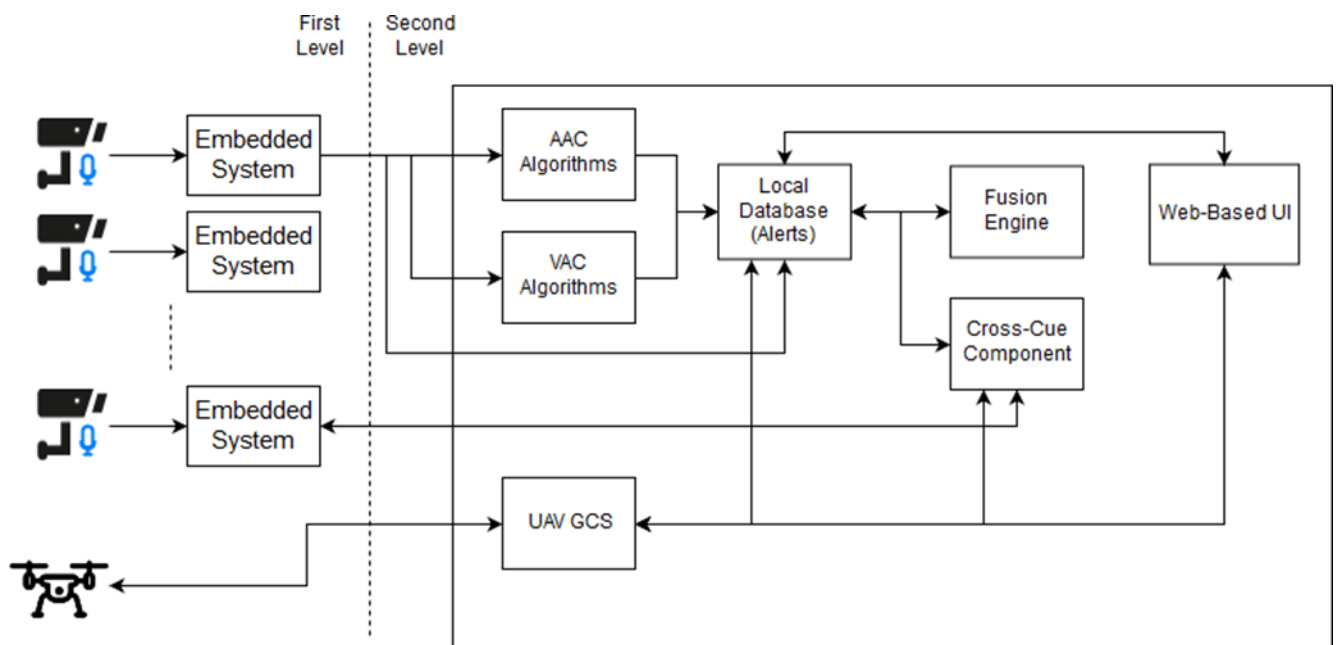 First
Level
Second
Level
Embedded
System
AAC
Algorithms
Local
Database
(Alerts)
Fusion
Engine
Web-Based UI
Embedded
System
VAC
Algorithms
Cross-Cue
Component
Embedded
System
UAV GCS